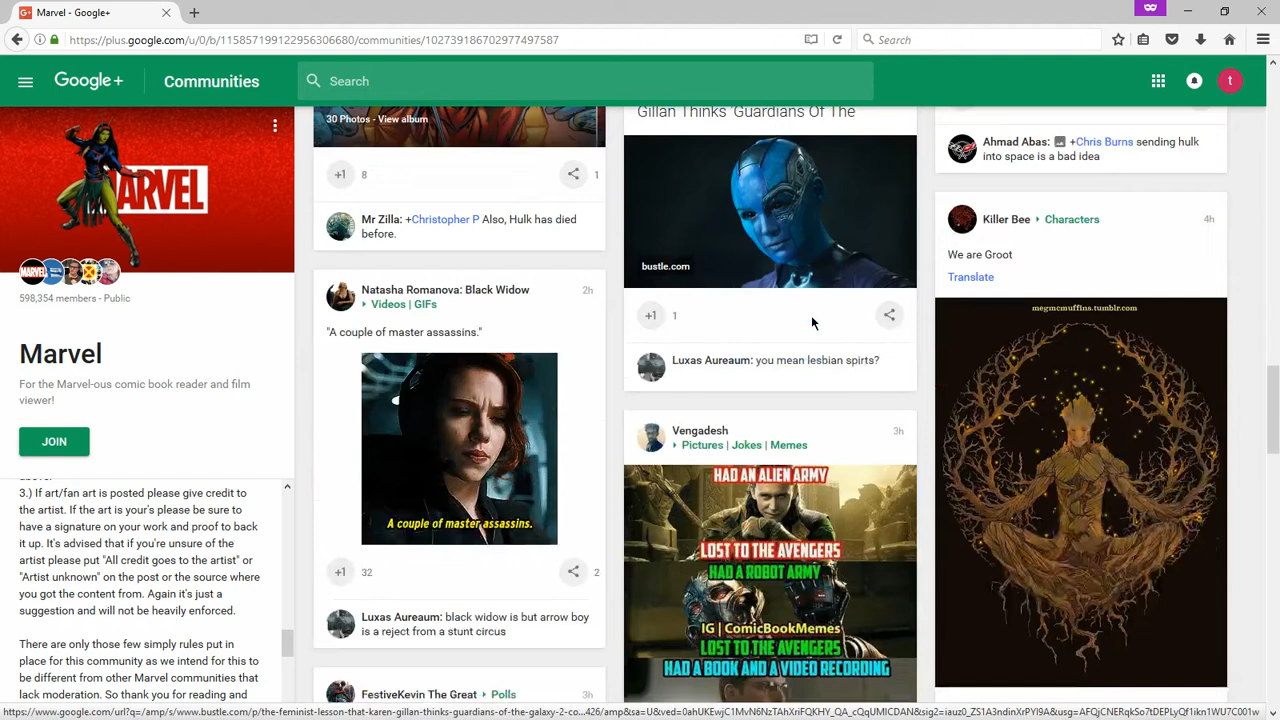 Marvel - Google+
https://plus.google.com/u/0/b/115857199122956306680/communities/102739186702977497587
Search
Google+
Communities
Search
t
MARVEL
MARVEL
598,354 members - Public
Marvel
For the Marvel-ous comic book reader and film
viewer!
JOIN
above.
3.) If art/fan art is posted please give credit to
the artist. If the art is your's please be sure to
have a signature on your work and proof to back
it up. It's advised that if you're unsure of the
artist please put "All credit goes to the artist" or
"Artist unknown" on the post or the source where
you got the content from. Again it's just a
suggestion and will not be heavily enforced.
There are only those few simply rules put in
place for this community as we intend for this to
be different from other Marvel communities that
lack moderation. So thank you for reading and
30 Photos - View album
+1 8
1
Mr Zilla: +Christopher P Also, Hulk has died
before.
Natasha Romanova: Black Widow 2h
Videos | GIFs
"A couple of master assassins."
A couple of master assassins.
+1 32
2
Luxas Aureaum: black widow is but arrow boy
is a reject from a stunt circus
FestiveKevin The Great Polls 3h
Gillan Thinks 'Guardians Of The
bustle.com
+1 1
Luxas Aureaum: you mean lesbian spirts?
Vengadesh 3h
Pictures | Jokes | Memes
HAD AN ALIEN ARMY
LOST TO THE AVENGERS
HAD A ROBOT ARMY
IG | ComicBookMemes
LOST TO THE AVENGERS
HAD A BOOK AND A VIDEO RECORDING
Ahmad Abas: +Chris Burns sending hulk
into space is a bad idea
Killer Bee Characters 4h
We are Groot
Translate
megmcmuffins.tumblr.com